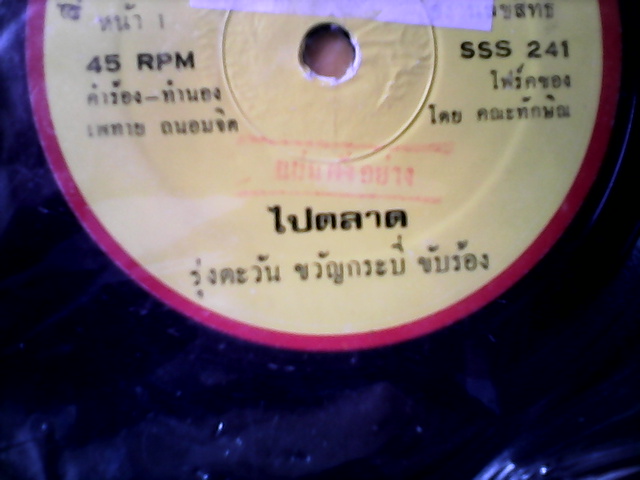 หน้า 1
45 RPM
SSS 241
คำร้อง-ทำนอง
ไพทาย ถนอมจิต
โฟร์คซอง
โดย คณะทักษิณ
แผ่นตัวอย่าง
ไปตลาด
รุ่งตะวัน ขวัญกระบี่ ขับร้อง